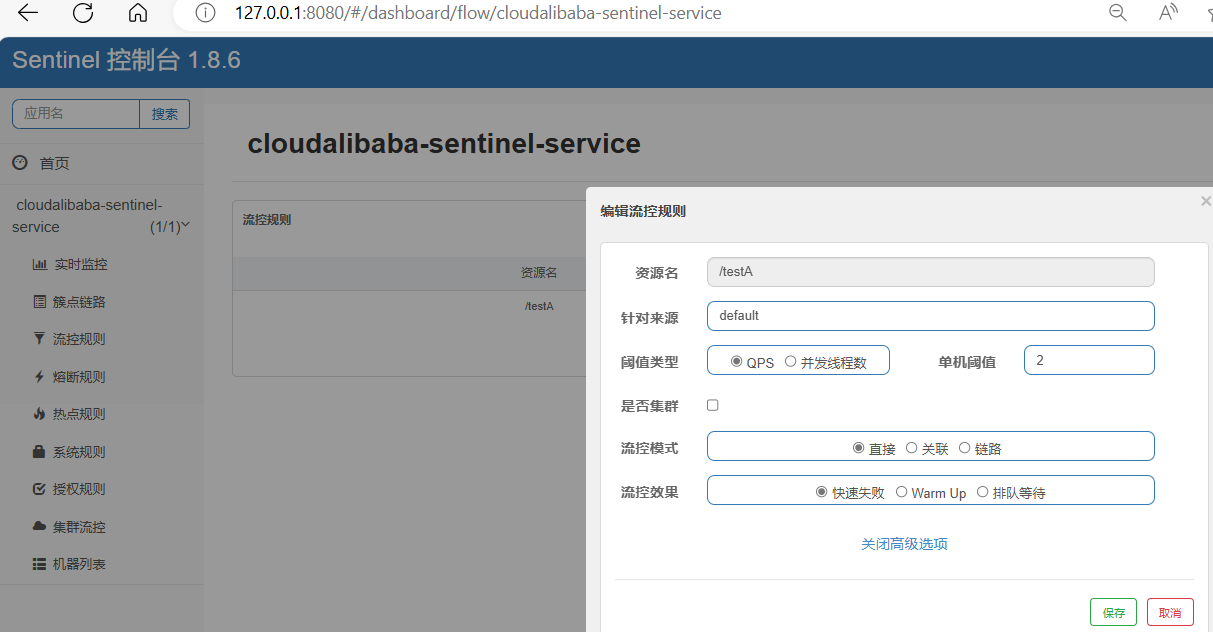 127.0.0.1:8080/#/dashboard/flow/cloudalibaba-sentinel-service
Sentinel 控制台 1.8.6
应用名 搜索
首页
cloudalibaba-sentinel-
service (1/1)
实时监控
簇点链路
流控规则
熔断规则
热点规则
系统规则
授权规则
集群流控
机器列表
cloudalibaba-sentinel-service
流控规则
资源名
/testA
编辑流控规则 ×
资源名 /testA
针对来源 default
阈值类型 QPS 并发线程数 单机阈值 2
是否集群
流控模式 直接 关联 链路
流控效果 快速失败 Warm Up 排队等待
关闭高级选项
保存 取消